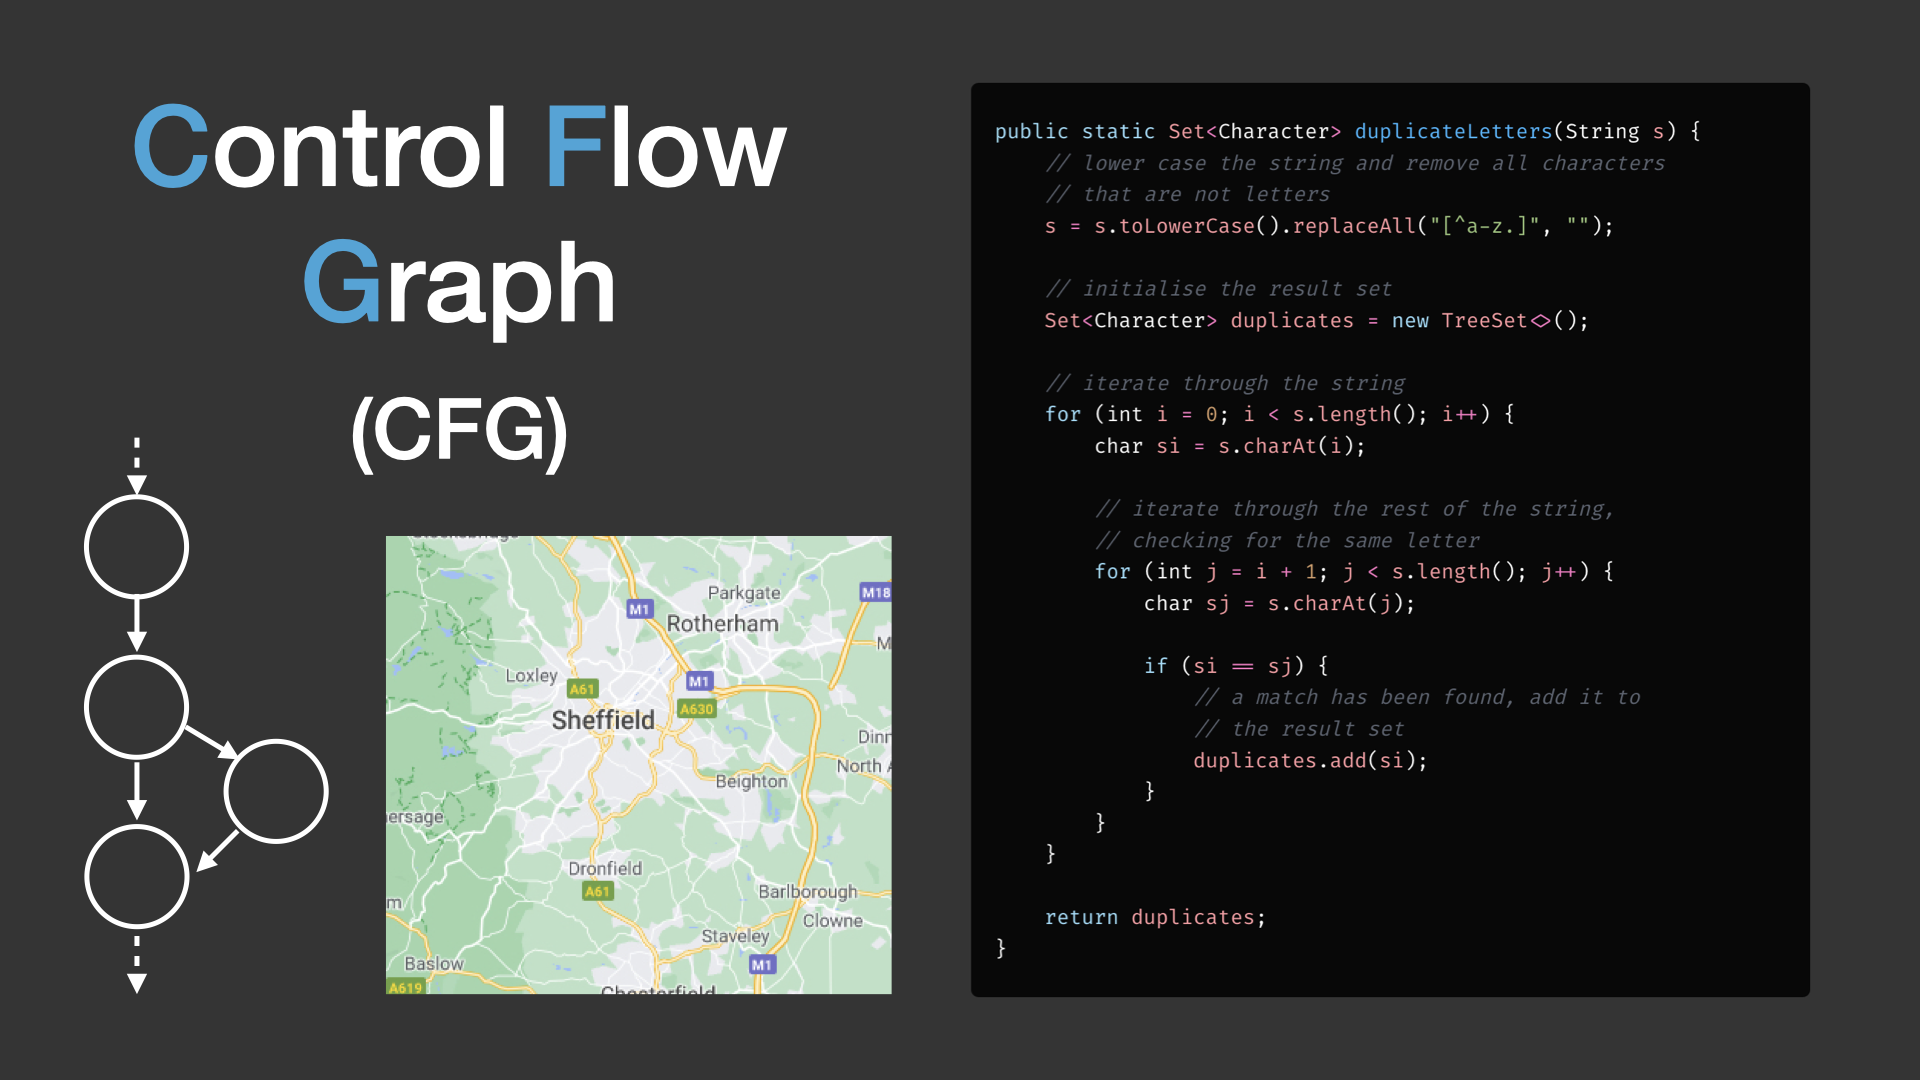 Control Flow
Graph
(CFG)
Parkgate
M18
M1
Rotherham
Loxley
M1
A61
A630
Sheffield
Beighton
North
Dronfield
A61
Barlborough
Clowne
Staveley
M1
Baslow
A619
Chesterfield
public static Set<Character> duplicateLetters(String s) {
// lower case the string and remove all characters
// that are not letters
s = s.toLowerCase().replaceAll("[^a-z.]", "");
// initialise the result set
Set<Character> duplicates = new TreeSet<>();
// iterate through the string
for (int i = 0; i < s.length(); i++) {
char si = s.charAt(i);
// iterate through the rest of the string,
// checking for the same letter
for (int j = i + 1; j < s.length(); j++) {
char sj = s.charAt(j);
if (si == sj) {
// a match has been found, add it to
// the result set
duplicates.add(si);
}
}
}
return duplicates;
}